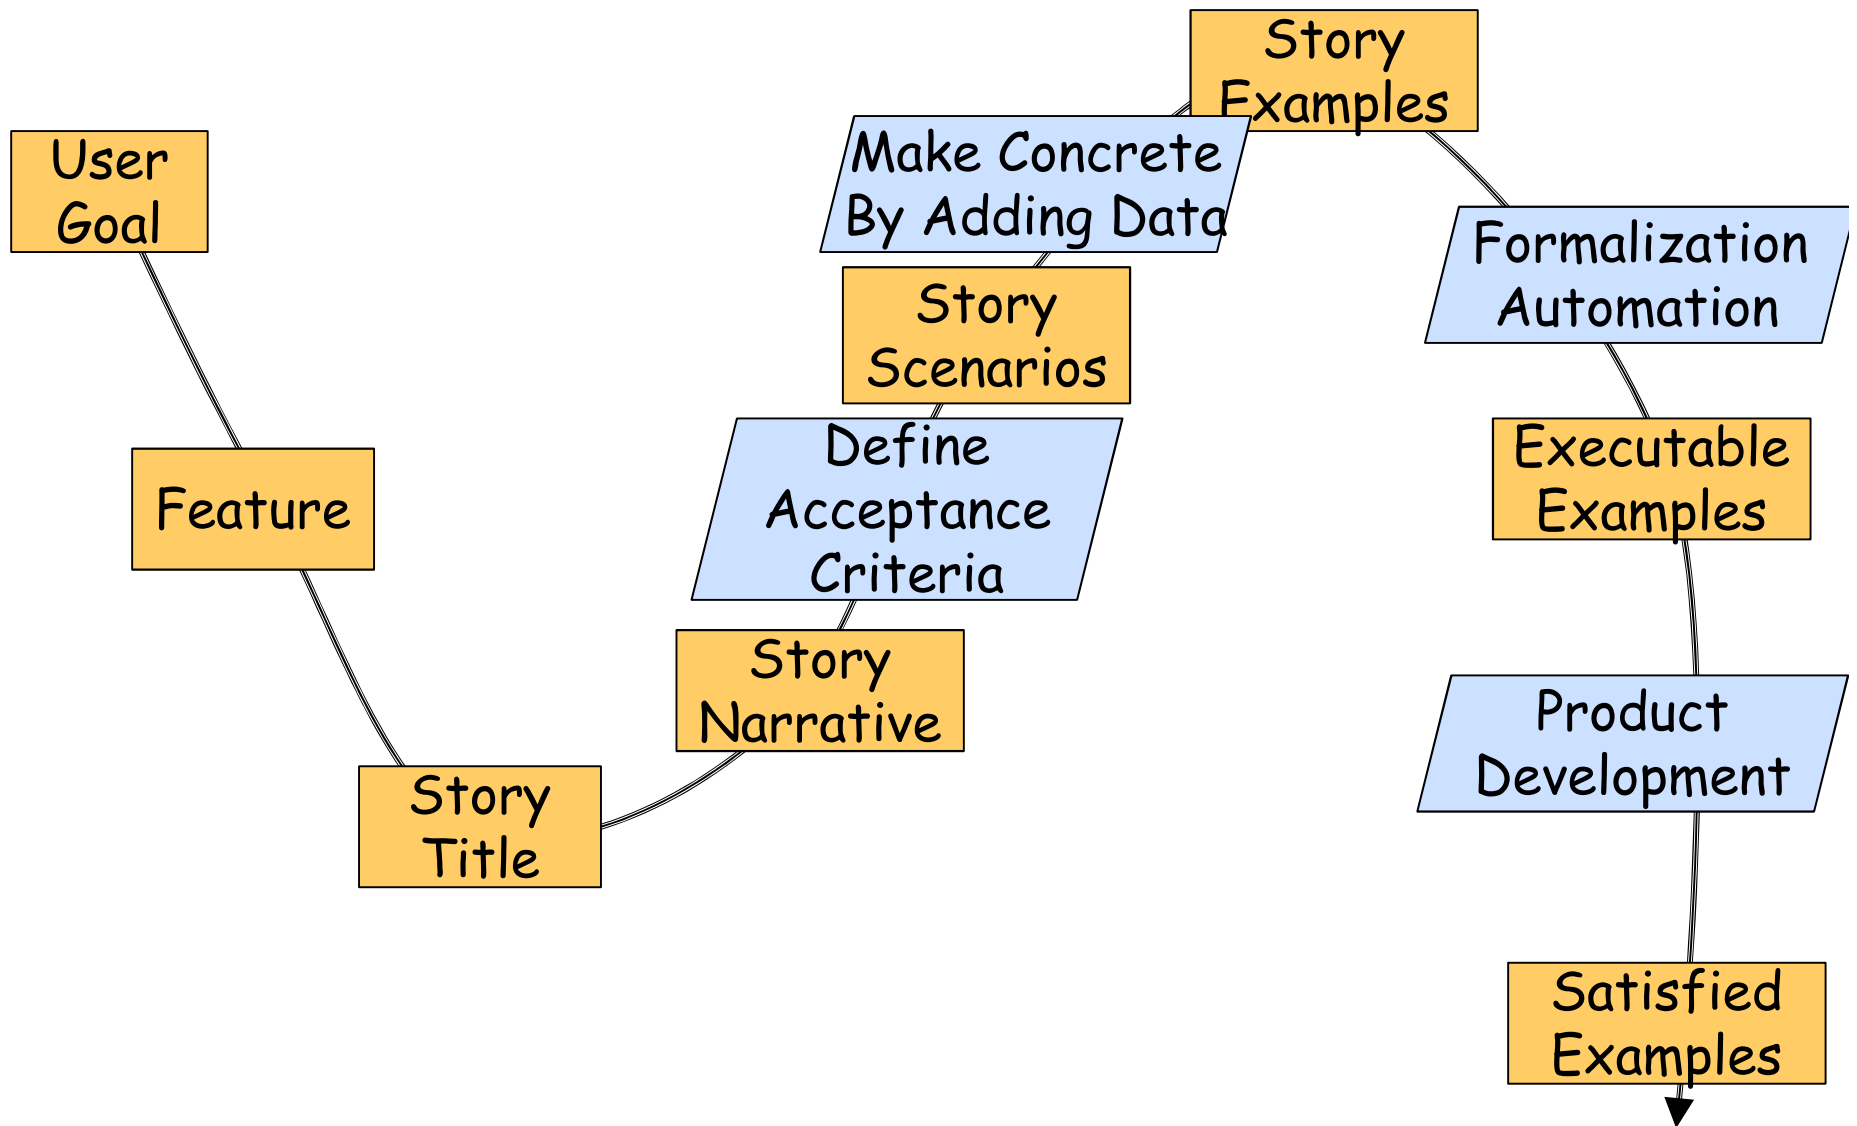 User
Goal
Feature
Story
Title
Story
Narrative
Define
Acceptance
Criteria
Story
Scenarios
Make Concrete
By Adding Data
Story
Examples
Formalization
Automation
Executable
Examples
Product
Development
Satisfied
Examples